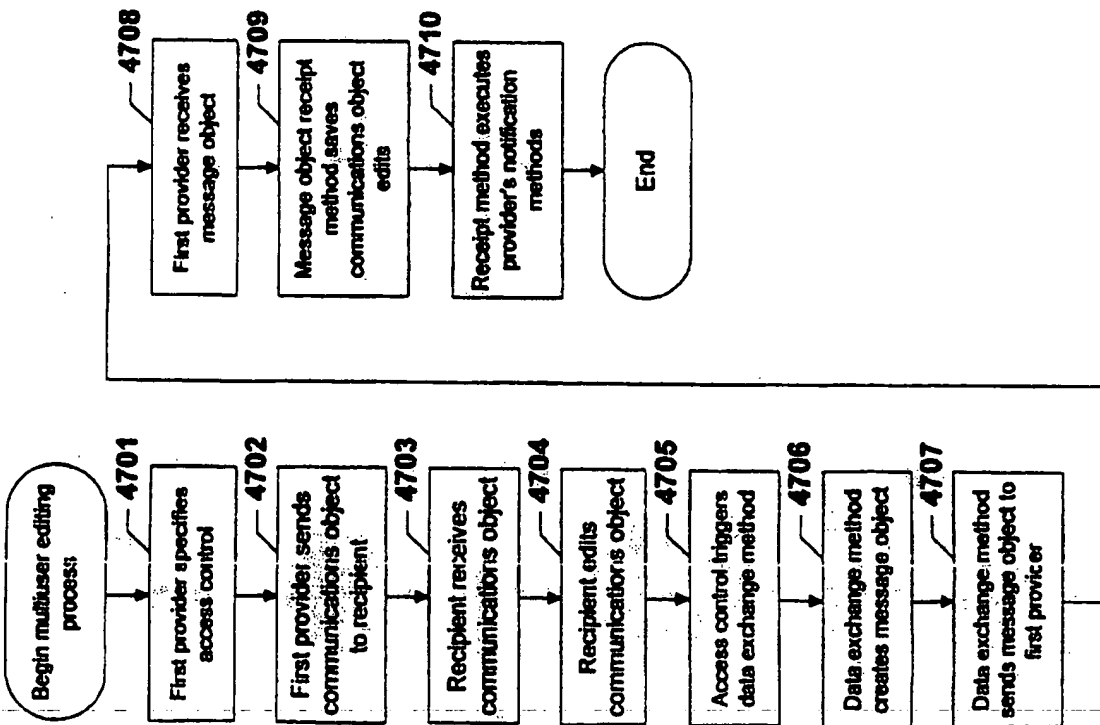 Begin multiuser editing
process
4701
First provider specifies
access control
4702
First provider sends
communications object
to recipient
4703
Recipient receives
communications object
4704
Recipient edits
communications object
4705
Access control triggers
data exchange method
4706
Data exchange method
creates message object
4707
Data exchange method
sends message object to
first provider
4708
First provider receives
message object
4709
Message object receipt
method saves
communications object
edits
4710
Receipt method executes
provider's notification
methods
End